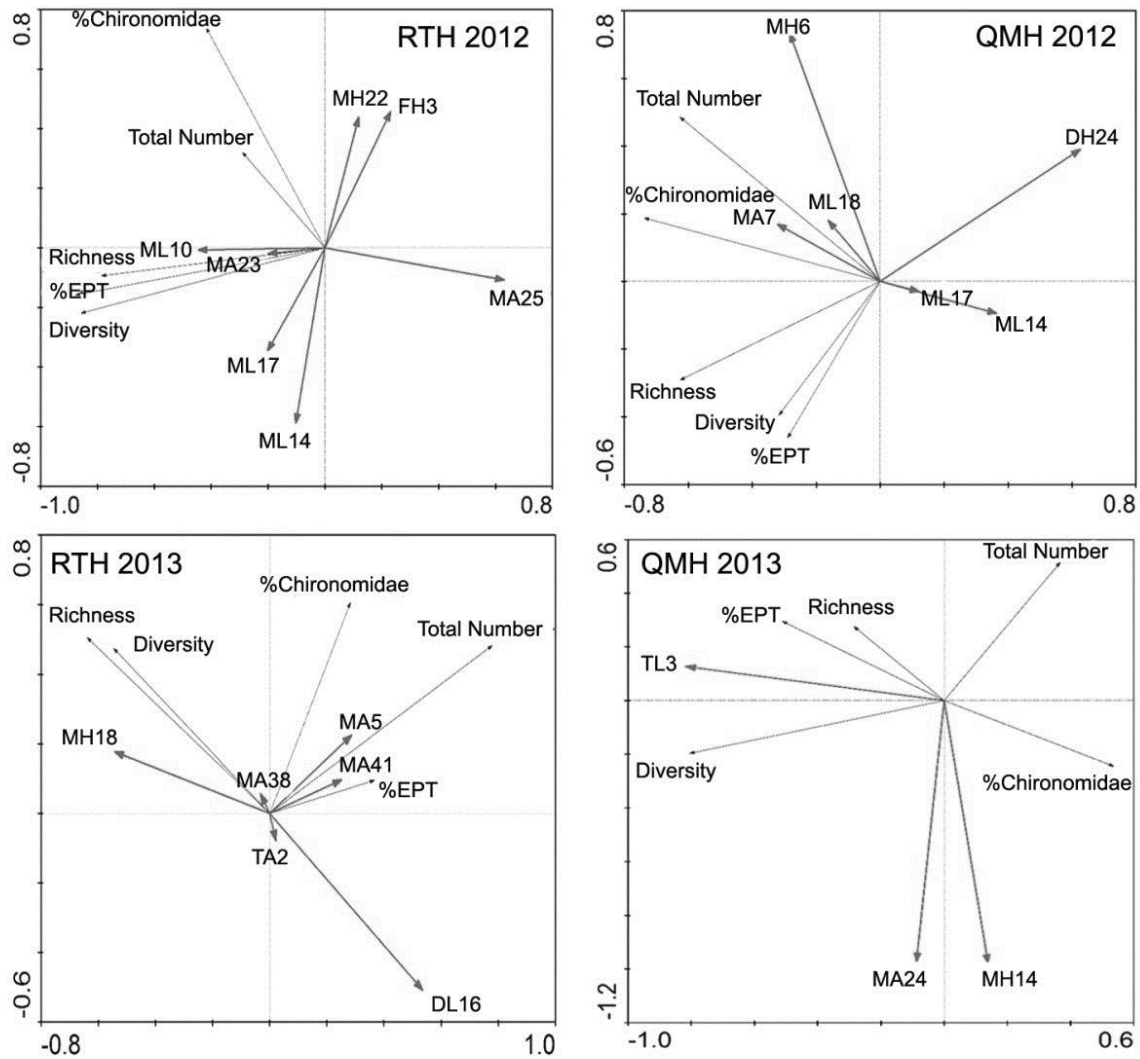 0.8
%Chironomidae
RTH 2012
MH22
FH3
Total Number
ML10
MA23
Richness
%EPT
Diversity
MA25
ML17
ML14
-0.8
-1.0
0.8
0.8
MH6
QMH 2012
Total Number
DH24
%Chironomidae
ML18
MA7
ML17
ML14
Richness
Diversity
%EPT
-0.6
-0.8
0.8
0.8
RTH 2013
%Chironomidae
Richness
Diversity
Total Number
MH18
MA5
MA38
MA41
%EPT
TA2
DL16
-0.6
-0.8
1.0
0.6
QMH 2013
Total Number
Richness
%EPT
TL3
Diversity
%Chironomidae
MA24
MH14
-1.2
-1.0
0.6